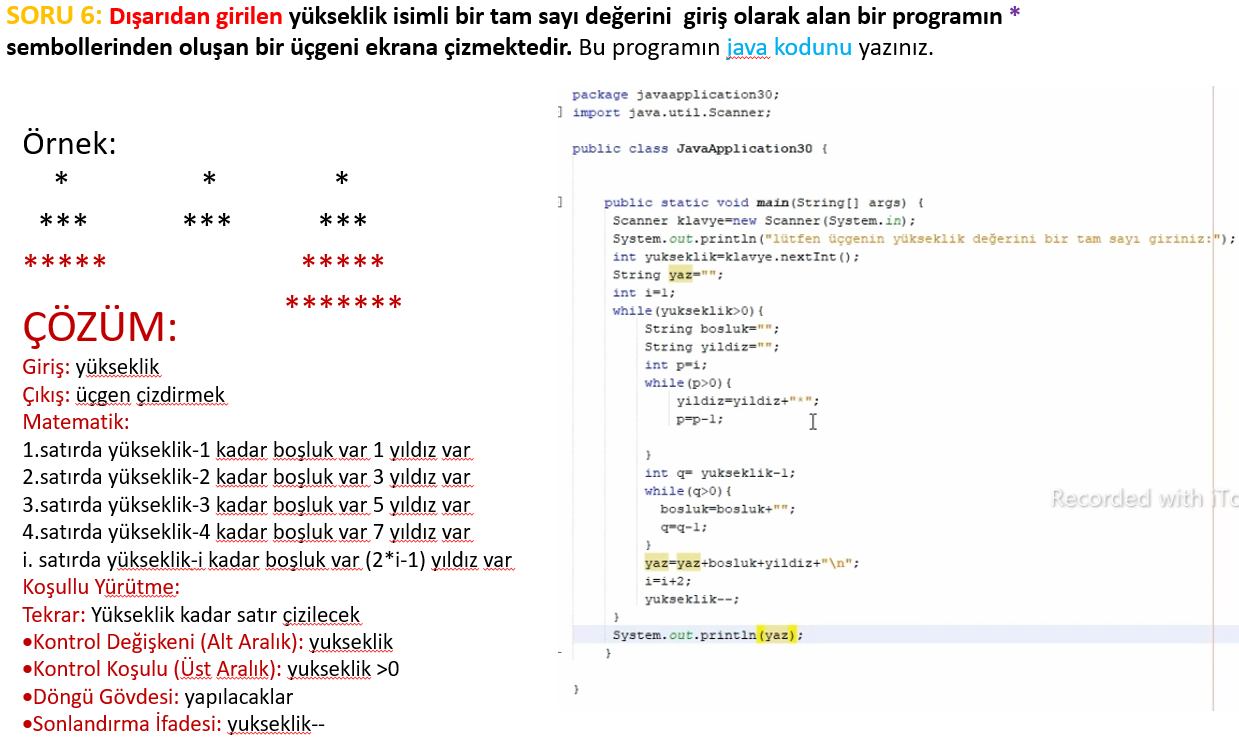 SORU 6: Dışarıdan girilen yükseklik isimli bir tam sayı değerini giriş olarak alan bir programın *
sembollerinden oluşan bir üçgeni ekrana çizmektedir. Bu programın java kodunu yazınız.
Örnek:
* * *
*** *** ***
***** *****
*******
ÇÖZÜM:
Giriş: yükseklik
Çıkış: üçgen çizdirmek
Matematik:
1.satırda yükseklik-1 kadar boşluk var 1 yıldız var
2.satırda yükseklik-2 kadar boşluk var 3 yıldız var
3.satırda yükseklik-3 kadar boşluk var 5 yıldız var
4.satırda yükseklik-4 kadar boşluk var 7 yıldız var
i. satırda yükseklik-i kadar boşluk var (2*i-1) yıldız var
Koşullu Yürütme:
Tekrar: Yükseklik kadar satır çizilecek
•Kontrol Değişkeni (Alt Aralık): yukseklik
•Kontrol Koşulu (Üst Aralık): yukseklik >0
•Döngü Gövdesi: yapılacaklar
•Sonlandırma İfadesi: yukseklik--
package javaapplication30;
import java.util.Scanner;
public class JavaApplication30 {
public static void main(String[] args) {
Scanner klavye=new Scanner(System.in);
System.out.println("lütfen üçgenin yükseklik değerini bir tam sayı giriniz:");
int yukseklik=klavye.nextInt();
String yaz="";
int i=1;
while(yukseklik>0){
String bosluk="";
String yildiz="";
int p=i;
while(p>0){
yildiz=yildiz+"*";
p=p-1;
}
int q= yukseklik-1;
while(q>0){
bosluk=bosluk+"";
q=q-1;
}
yaz=yaz+bosluk+yildiz+"\n";
i=i+2;
yukseklik--;
}
System.out.println(yaz);
}
}
Recorded with